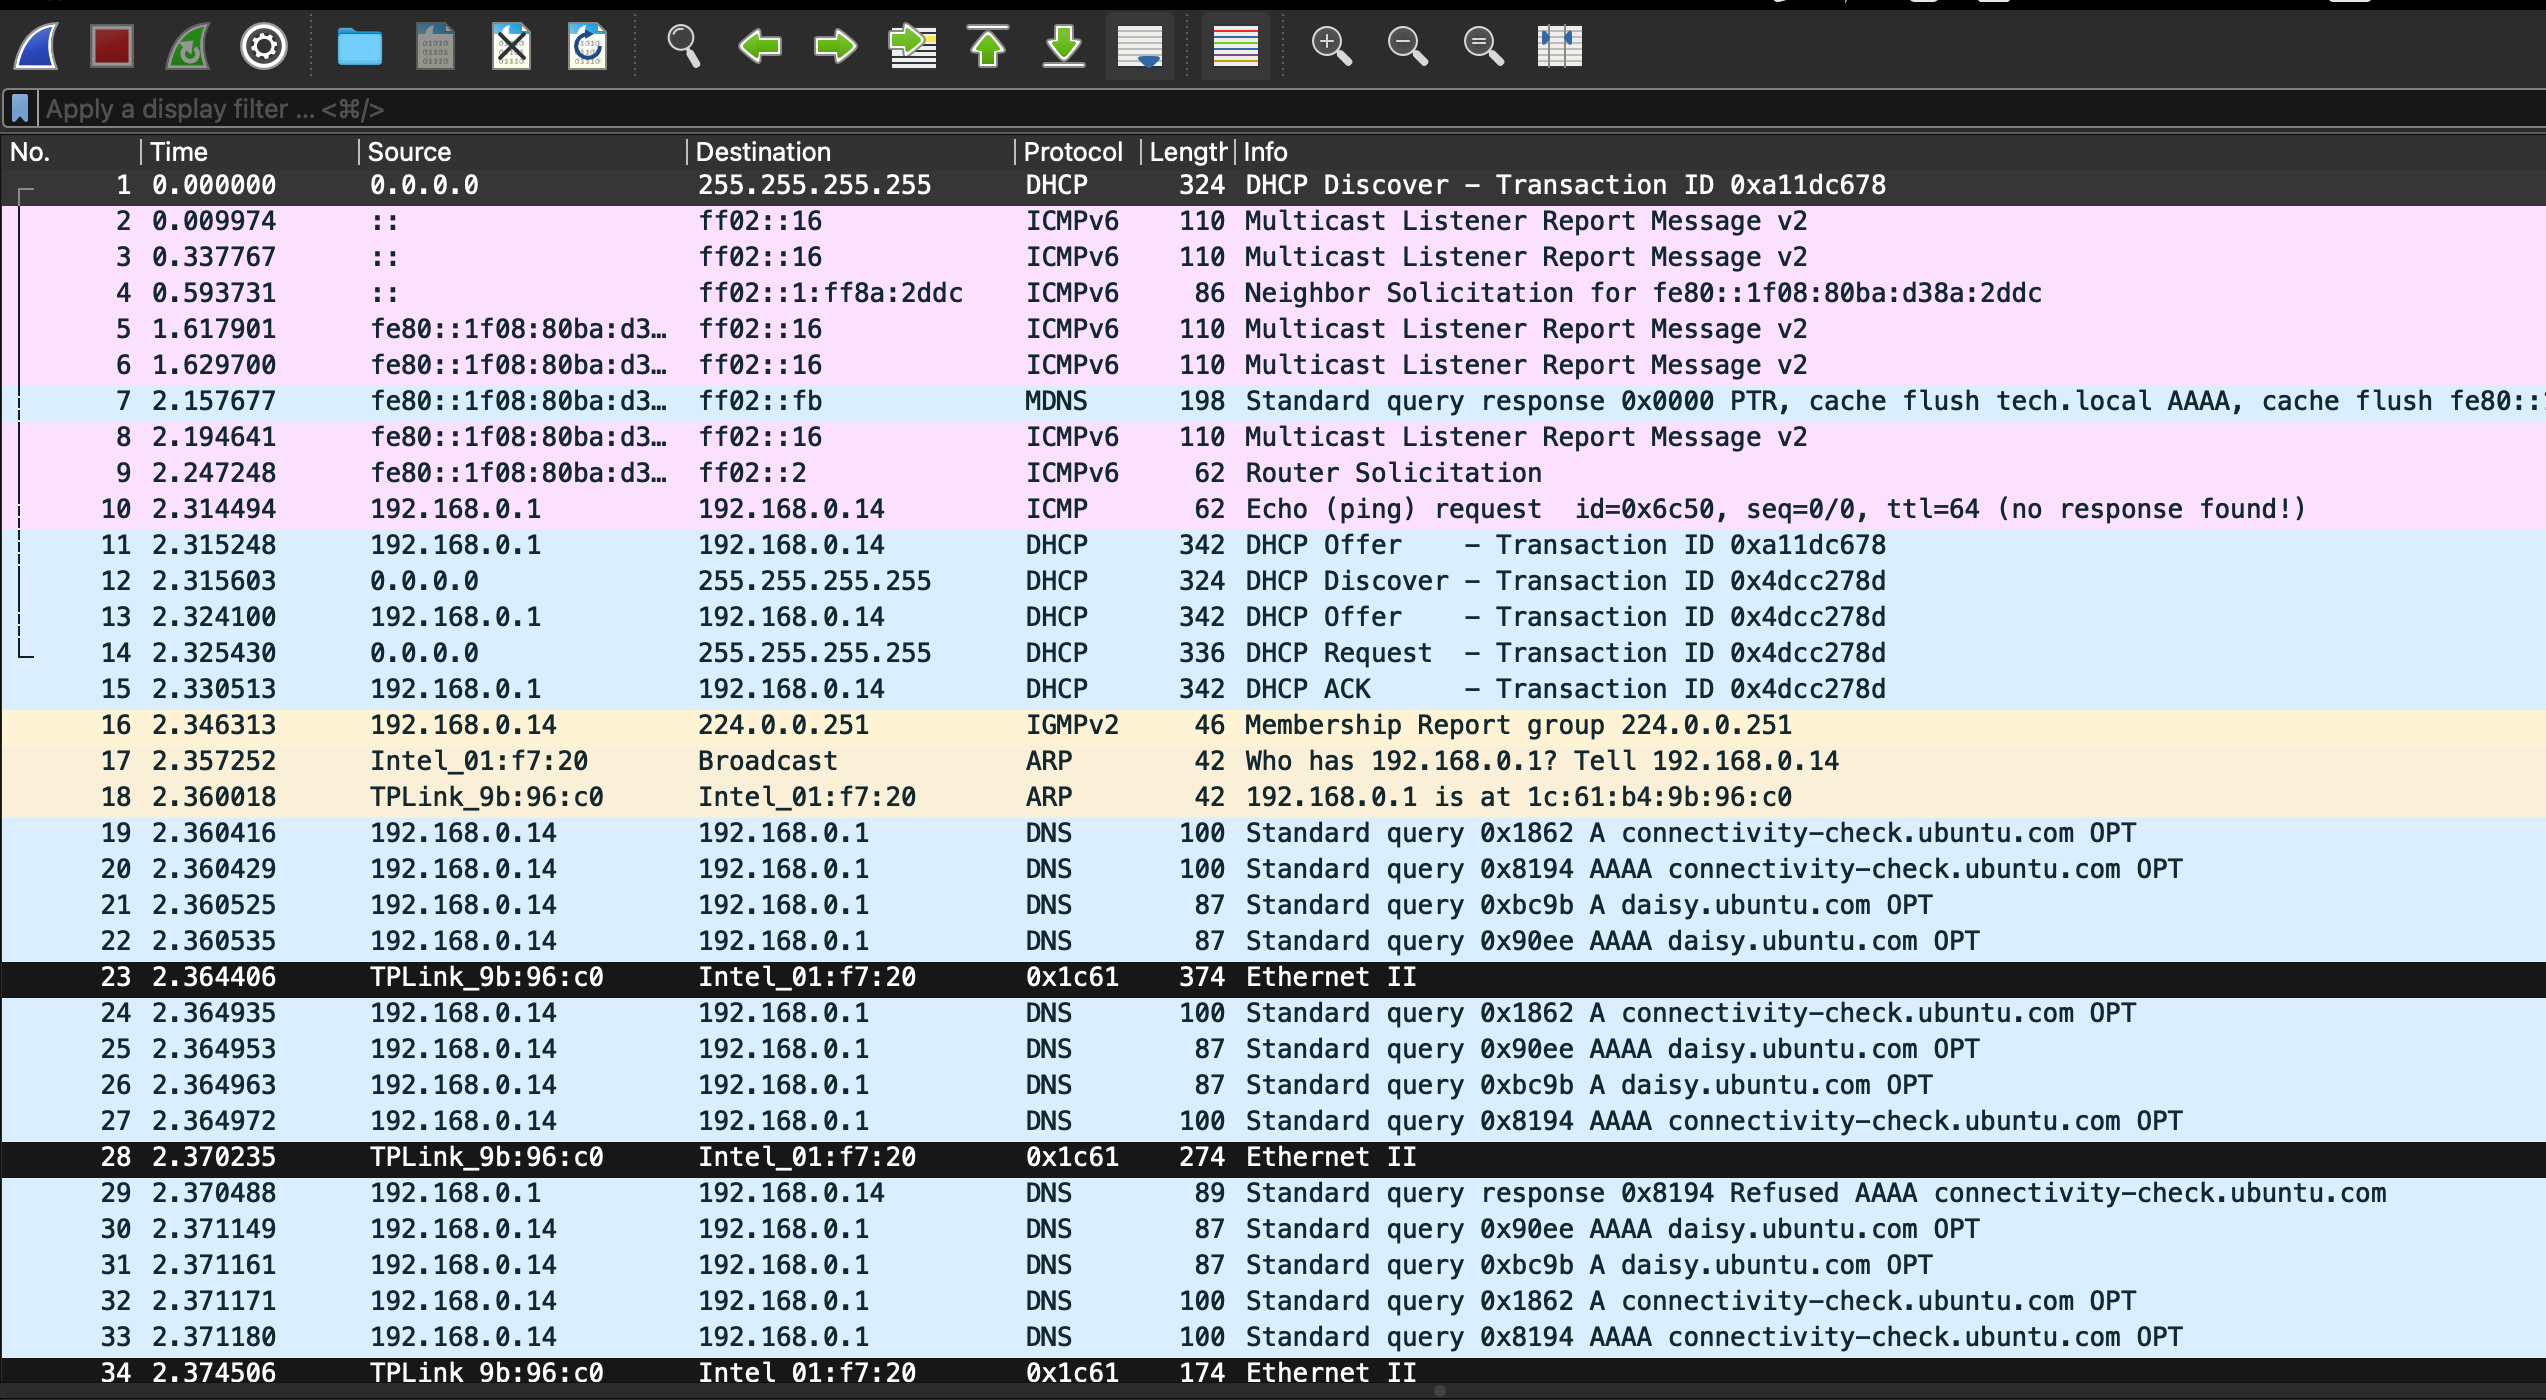 Apply a display filter ... <⌘/>
No. Time Source Destination Protocol Length Info
1 0.000000 0.0.0.0 255.255.255.255 DHCP 324 DHCP Discover – Transaction ID 0xa11dc678
2 0.009974 :: ff02::16 ICMPv6 110 Multicast Listener Report Message v2
3 0.337767 :: ff02::16 ICMPv6 110 Multicast Listener Report Message v2
4 0.593731 :: ff02::1:ff8a:2ddc ICMPv6 86 Neighbor Solicitation for fe80::1f08:80ba:d38a:2ddc
5 1.617901 fe80::1f08:80ba:d3… ff02::16 ICMPv6 110 Multicast Listener Report Message v2
6 1.629700 fe80::1f08:80ba:d3… ff02::16 ICMPv6 110 Multicast Listener Report Message v2
7 2.157677 fe80::1f08:80ba:d3… ff02::fb MDNS 198 Standard query response 0x0000 PTR, cache flush tech.local AAAA, cache flush fe80::
8 2.194641 fe80::1f08:80ba:d3… ff02::16 ICMPv6 110 Multicast Listener Report Message v2
9 2.247248 fe80::1f08:80ba:d3… ff02::2 ICMPv6 62 Router Solicitation
10 2.314494 192.168.0.1 192.168.0.14 ICMP 62 Echo (ping) request id=0x6c50, seq=0/0, ttl=64 (no response found!)
11 2.315248 192.168.0.1 192.168.0.14 DHCP 342 DHCP Offer – Transaction ID 0xa11dc678
12 2.315603 0.0.0.0 255.255.255.255 DHCP 324 DHCP Discover – Transaction ID 0x4dcc278d
13 2.324100 192.168.0.1 192.168.0.14 DHCP 342 DHCP Offer – Transaction ID 0x4dcc278d
14 2.325430 0.0.0.0 255.255.255.255 DHCP 336 DHCP Request – Transaction ID 0x4dcc278d
15 2.330513 192.168.0.1 192.168.0.14 DHCP 342 DHCP ACK – Transaction ID 0x4dcc278d
16 2.346313 192.168.0.14 224.0.0.251 IGMPv2 46 Membership Report group 224.0.0.251
17 2.357252 Intel_01:f7:20 Broadcast ARP 42 Who has 192.168.0.1? Tell 192.168.0.14
18 2.360018 TPLink_9b:96:c0 Intel_01:f7:20 ARP 42 192.168.0.1 is at 1c:61:b4:9b:96:c0
19 2.360416 192.168.0.14 192.168.0.1 DNS 100 Standard query 0x1862 A connectivity-check.ubuntu.com OPT
20 2.360429 192.168.0.14 192.168.0.1 DNS 100 Standard query 0x8194 AAAA connectivity-check.ubuntu.com OPT
21 2.360525 192.168.0.14 192.168.0.1 DNS 87 Standard query 0xbc9b A daisy.ubuntu.com OPT
22 2.360535 192.168.0.14 192.168.0.1 DNS 87 Standard query 0x90ee AAAA daisy.ubuntu.com OPT
23 2.364406 TPLink_9b:96:c0 Intel_01:f7:20 0x1c61 374 Ethernet II
24 2.364935 192.168.0.14 192.168.0.1 DNS 100 Standard query 0x1862 A connectivity-check.ubuntu.com OPT
25 2.364953 192.168.0.14 192.168.0.1 DNS 87 Standard query 0x90ee AAAA daisy.ubuntu.com OPT
26 2.364963 192.168.0.14 192.168.0.1 DNS 87 Standard query 0xbc9b A daisy.ubuntu.com OPT
27 2.364972 192.168.0.14 192.168.0.1 DNS 100 Standard query 0x8194 AAAA connectivity-check.ubuntu.com OPT
28 2.370235 TPLink_9b:96:c0 Intel_01:f7:20 0x1c61 274 Ethernet II
29 2.370488 192.168.0.1 192.168.0.14 DNS 89 Standard query response 0x8194 Refused AAAA connectivity-check.ubuntu.com
30 2.371149 192.168.0.14 192.168.0.1 DNS 87 Standard query 0x90ee AAAA daisy.ubuntu.com OPT
31 2.371161 192.168.0.14 192.168.0.1 DNS 87 Standard query 0xbc9b A daisy.ubuntu.com OPT
32 2.371171 192.168.0.14 192.168.0.1 DNS 100 Standard query 0x1862 A connectivity-check.ubuntu.com OPT
33 2.371180 192.168.0.14 192.168.0.1 DNS 100 Standard query 0x8194 AAAA connectivity-check.ubuntu.com OPT
34 2.374506 TPLink_9b:96:c0 Intel_01:f7:20 0x1c61 174 Ethernet II